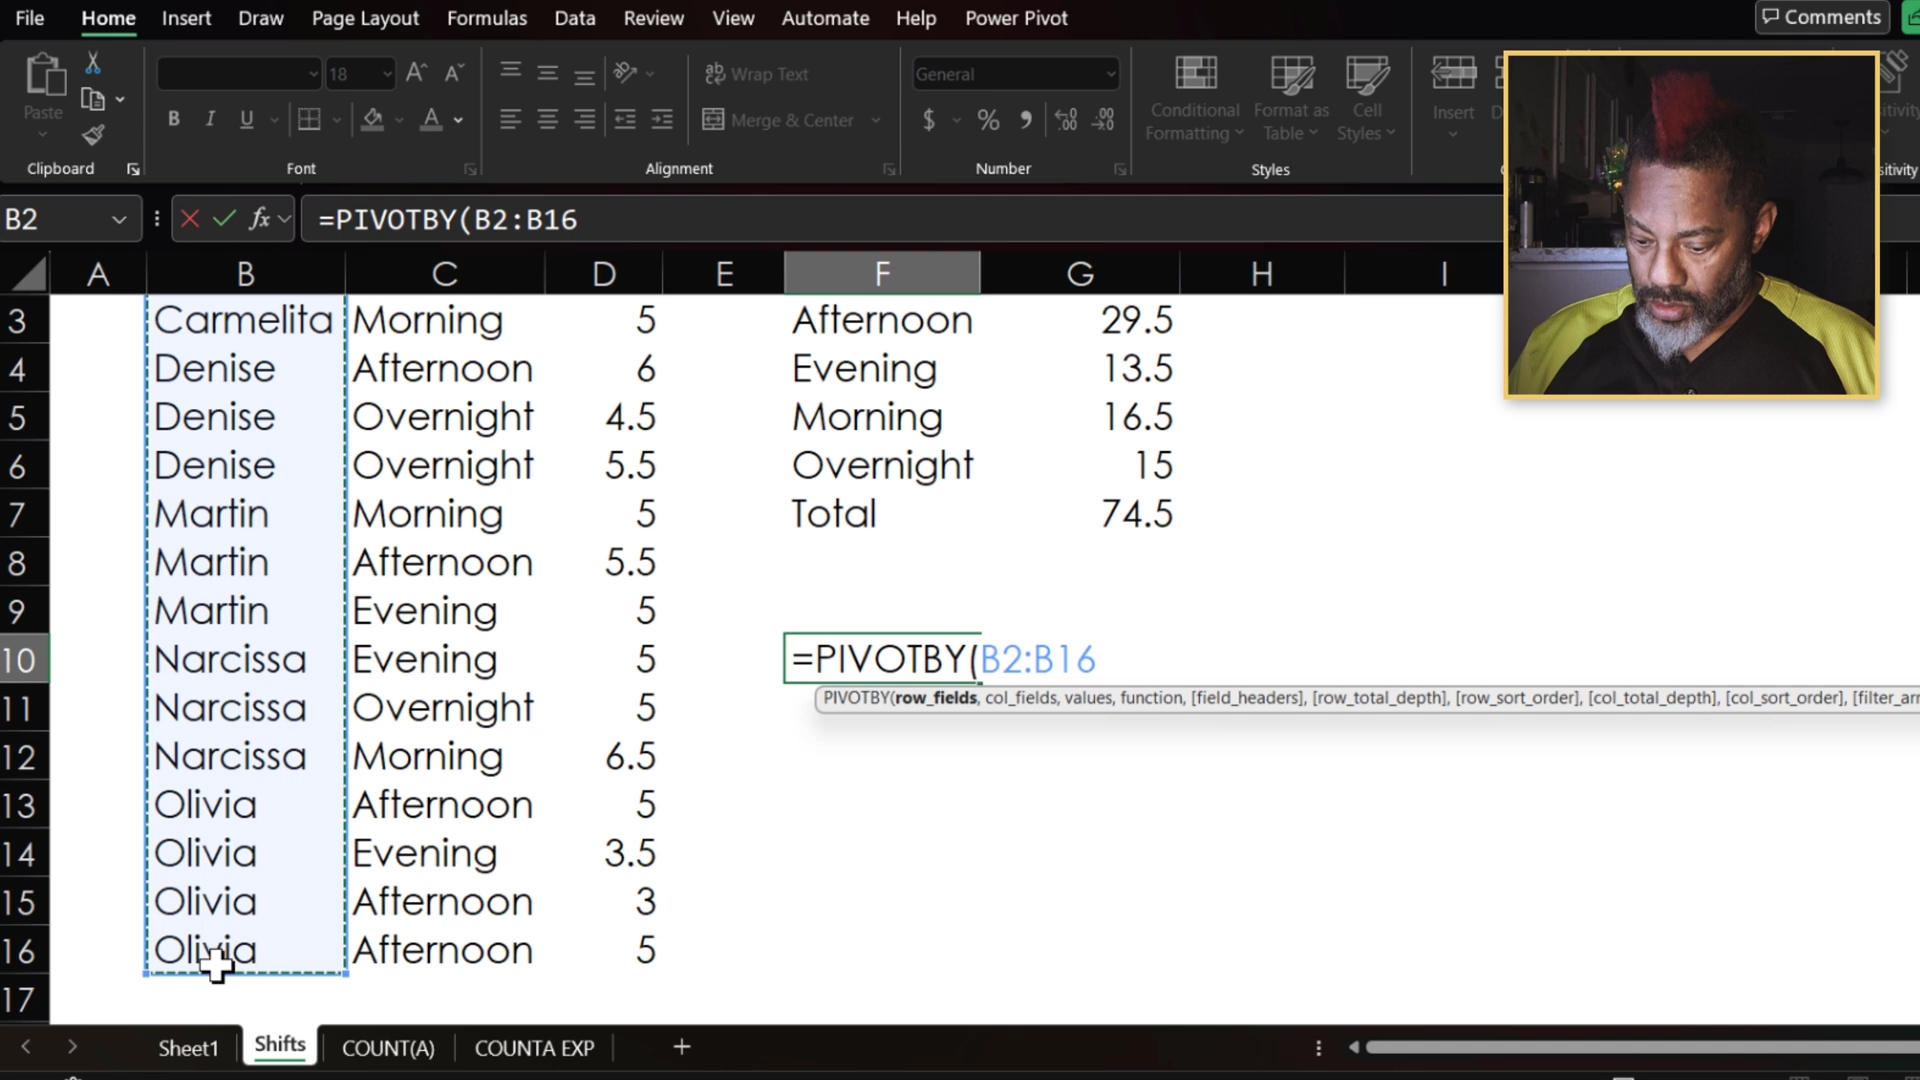 File Home Insert Draw Page Layout Formulas Data Review View Automate Help Power Pivot Comments
18 General
Wrap Text
Paste
B I U
Merge & Center
$ %
Conditional Formatting
Format as Table
Cell Styles
Insert
Clipboard Font Alignment Number Styles
B2 fx =PIVOTBY(B2:B16
A B C D E F G H I
3 Carmelita Morning 5 Afternoon 29.5
4 Denise Afternoon 6 Evening 13.5
5 Denise Overnight 4.5 Morning 16.5
6 Denise Overnight 5.5 Overnight 15
7 Martin Morning 5 Total 74.5
8 Martin Afternoon 5.5
9 Martin Evening 5
10 Narcissa Evening 5 =PIVOTBY(B2:B16
PIVOTBY(row_fields, col_fields, values, function, [field_headers], [row_total_depth], [row_sort_order], [col_total_depth], [col_sort_order], [filter_arr
11 Narcissa Overnight 5
12 Narcissa Morning 6.5
13 Olivia Afternoon 5
14 Olivia Evening 3.5
15 Olivia Afternoon 3
16 Olivia Afternoon 5
17
Sheet1 Shifts COUNT(A) COUNTA EXP